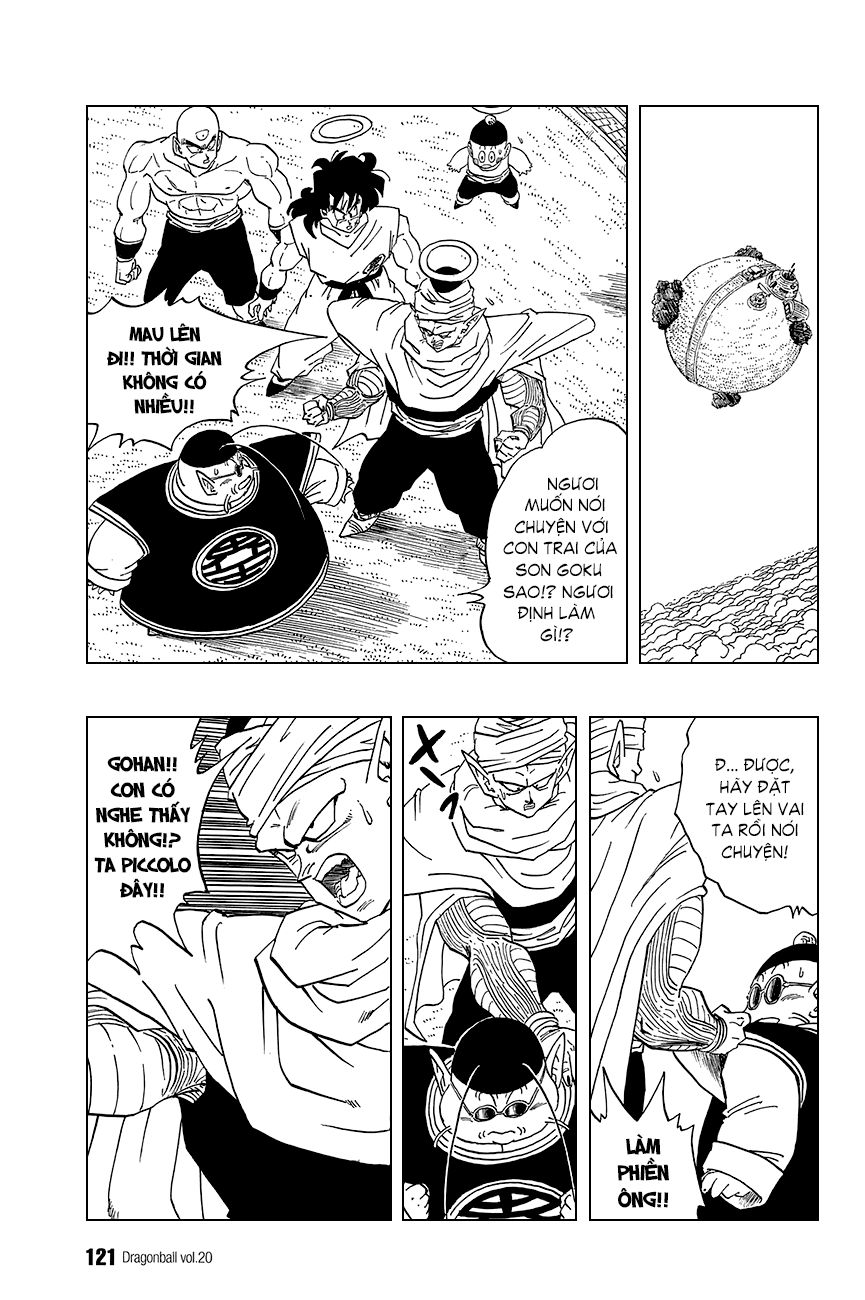 NGƯƠI
MUỐN NÓI
CHUYỆN VỚI
CON TRAI CỦA
SON GOKU
SAO!? NGƯƠI
ĐỊNH LÀM
GÌ!?
MAU LÊN
ĐI!! THỜI GIAN
KHÔNG CÓ
NHIỀU!!
Đ... ĐƯỢC,
HÃY ĐẶT
TAY LÊN VAI
TA RỒI NÓI
CHUYỆN!
LÀM
PHIỀN
ÔNG!!
GOHAN!!
CON CÓ
NGHE THẤY
KHÔNG!?
TA PICCOLO
ĐÂY!!
121 Dragonball vol.20